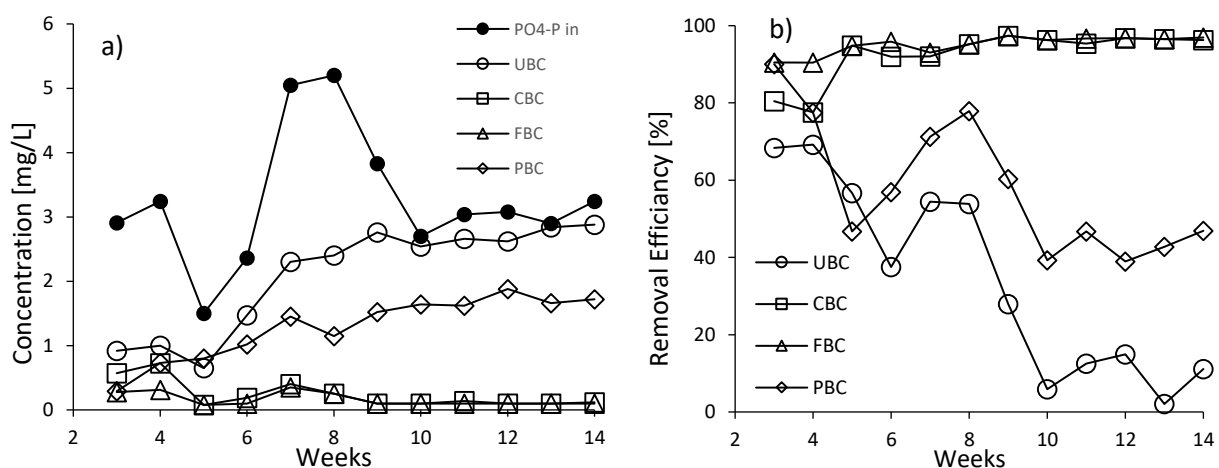 a)
Concentration [mg/L]
6
5
4
3
2
1
0
2 4 6 8 10 12 14
Weeks
PO4-P in
UBC
CBC
FBC
PBC
b)
Removal Efficiancy [%]
100
80
60
40
20
0
2 4 6 8 10 12 14
Weeks
UBC
CBC
FBC
PBC